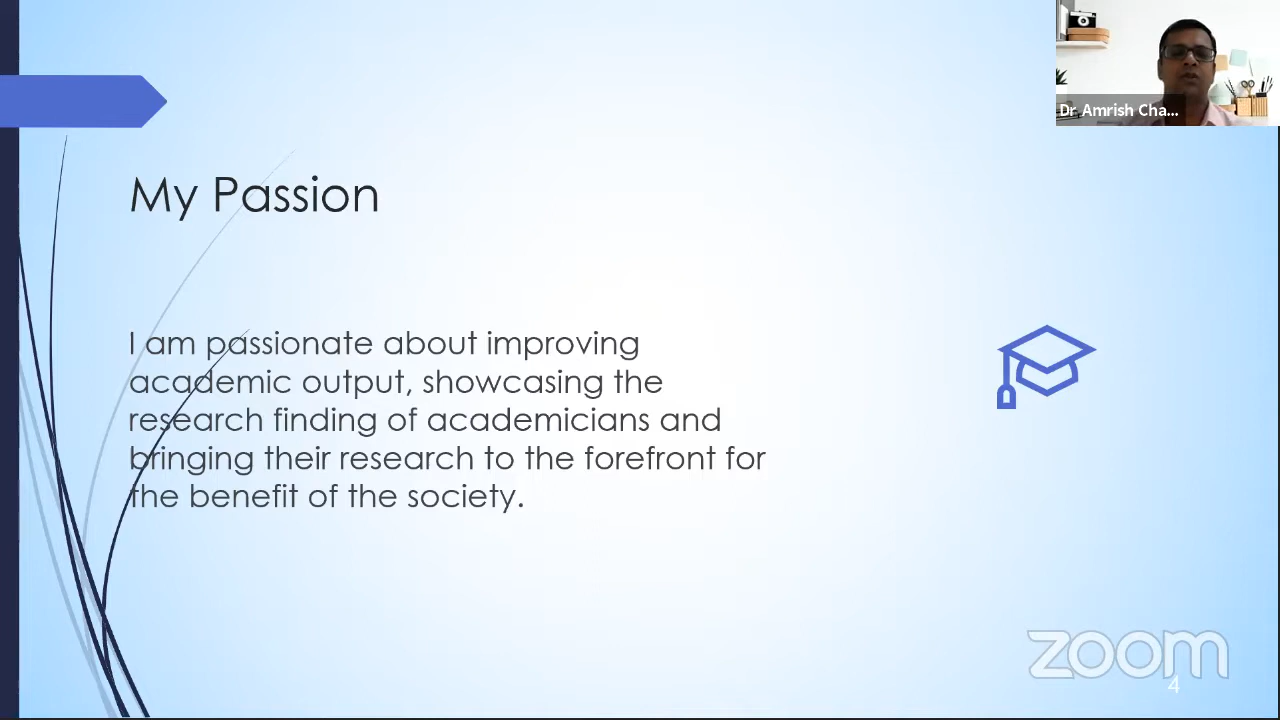 Dr Amrish Cha...
My Passion
I am passionate about improving
academic output, showcasing the
research finding of academicians and
bringing their research to the forefront for
the benefit of the society.
zoom
4